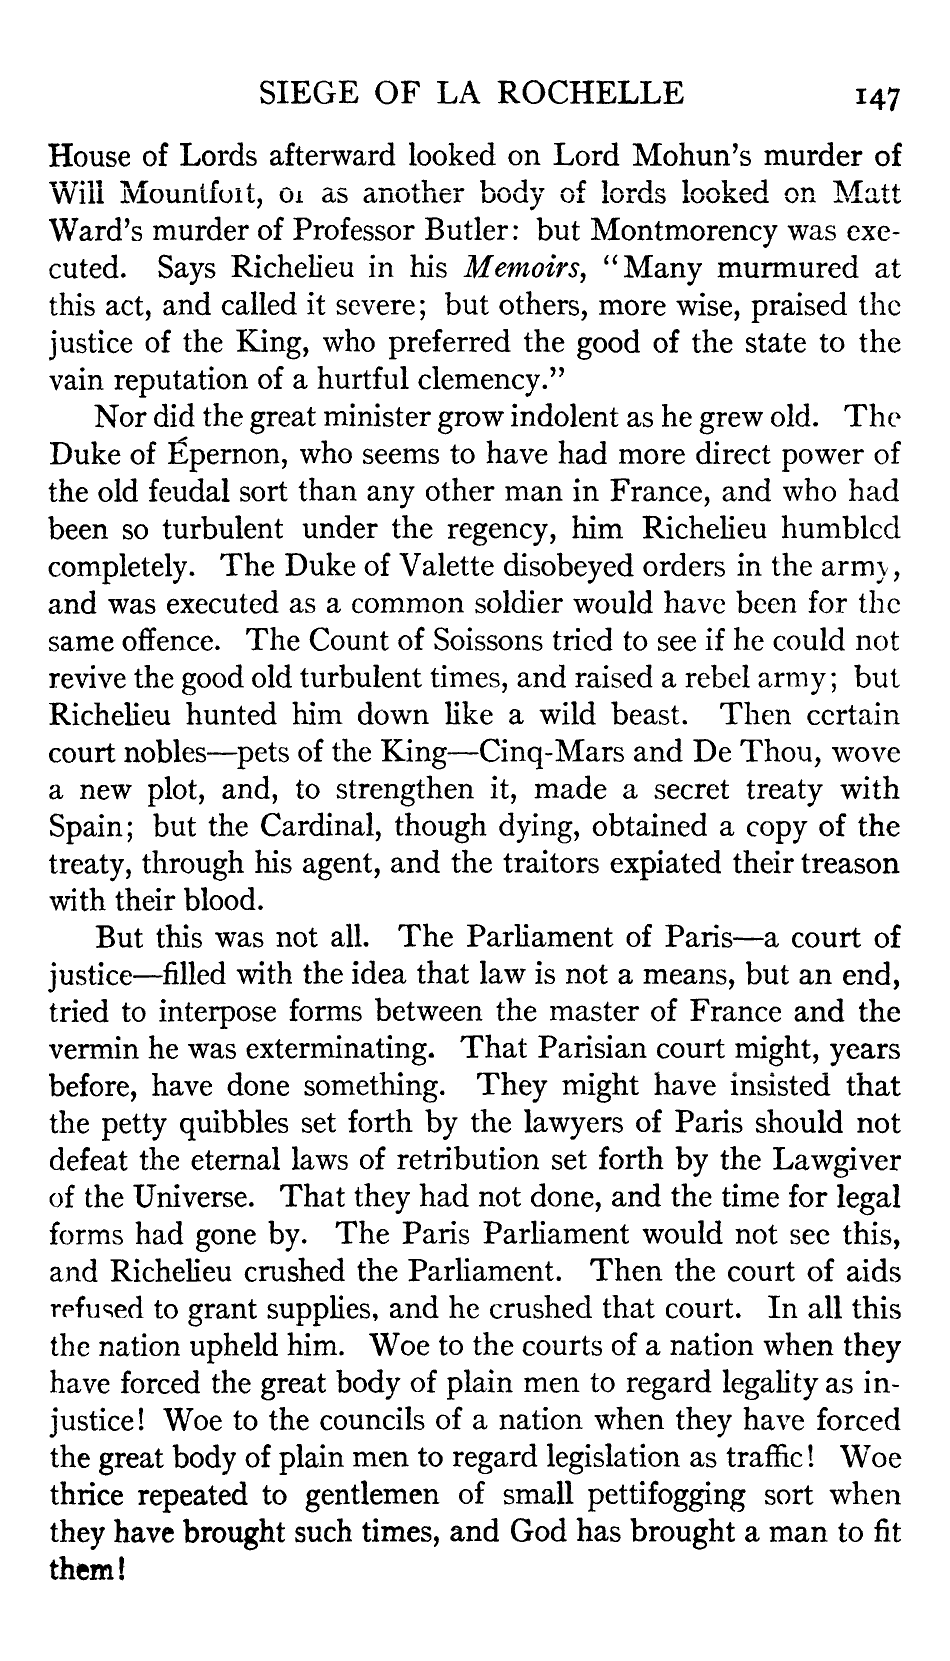 SIEGE OF LA ROCHELLE 147
House of Lords afterward looked on Lord Mohun's murder of
Will Mountfort, or as another body of lords looked on Matt
Ward's murder of Professor Butler: but Montmorency was exe-
cuted. Says Richelieu in his Memoirs, "Many murmured at
this act, and called it severe; but others, more wise, praised the
justice of the King, who preferred the good of the state to the
vain reputation of a hurtful clemency."
Nor did the great minister grow indolent as he grew old. The
Duke of Épernon, who seems to have had more direct power of
the old feudal sort than any other man in France, and who had
been so turbulent under the regency, him Richelieu humbled
completely. The Duke of Valette disobeyed orders in the army,
and was executed as a common soldier would have been for the
same offence. The Count of Soissons tried to see if he could not
revive the good old turbulent times, and raised a rebel army; but
Richelieu hunted him down like a wild beast. Then certain
court nobles—pets of the King—Cinq-Mars and De Thou, wove
a new plot, and, to strengthen it, made a secret treaty with
Spain; but the Cardinal, though dying, obtained a copy of the
treaty, through his agent, and the traitors expiated their treason
with their blood.
But this was not all. The Parliament of Paris—a court of
justice—filled with the idea that law is not a means, but an end,
tried to interpose forms between the master of France and the
vermin he was exterminating. That Parisian court might, years
before, have done something. They might have insisted that
the petty quibbles set forth by the lawyers of Paris should not
defeat the eternal laws of retribution set forth by the Lawgiver
of the Universe. That they had not done, and the time for legal
forms had gone by. The Paris Parliament would not see this,
and Richelieu crushed the Parliament. Then the court of aids
refused to grant supplies, and he crushed that court. In all this
the nation upheld him. Woe to the courts of a nation when they
have forced the great body of plain men to regard legality as in-
justice! Woe to the councils of a nation when they have forced
the great body of plain men to regard legislation as traffic! Woe
thrice repeated to gentlemen of small pettifogging sort when
they have brought such times, and God has brought a man to fit
them!